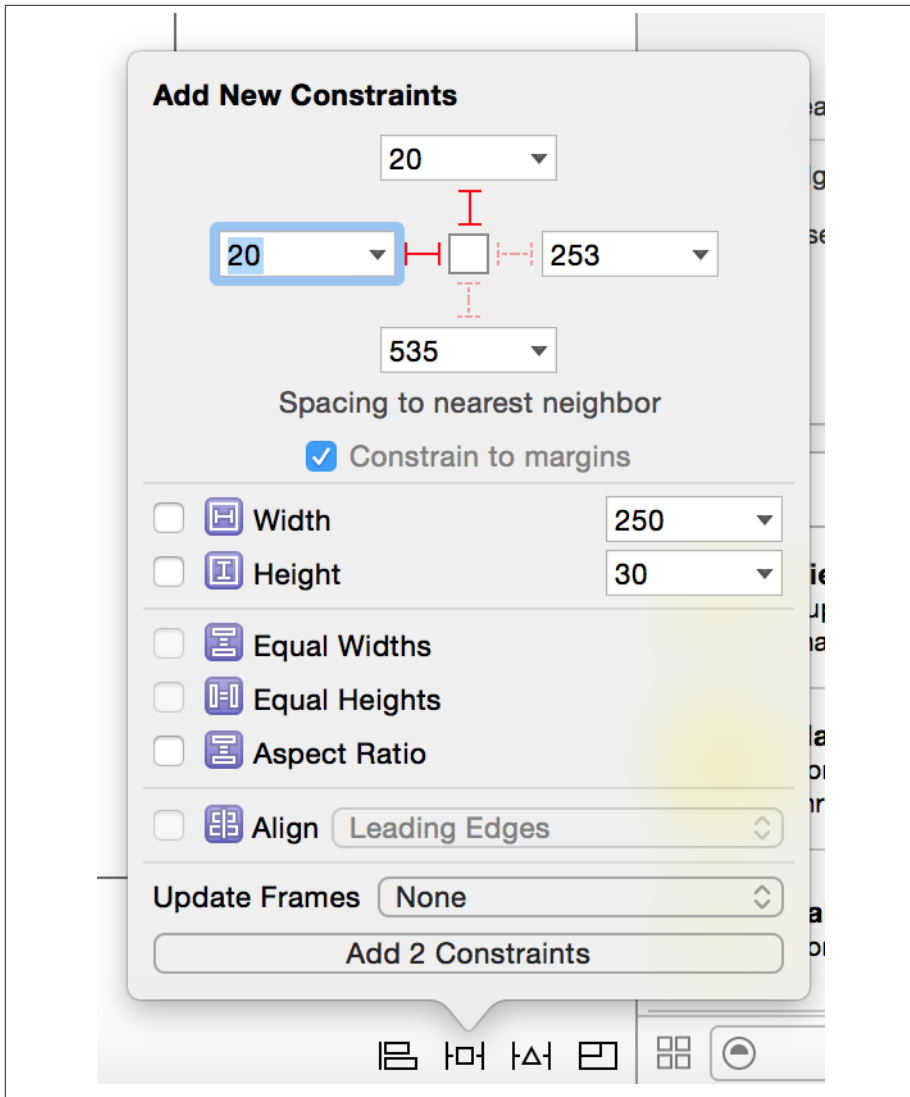 Add New Constraints
20
20
253
535
Spacing to nearest neighbor
Constrain to margins
Width 250
Height 30
Equal Widths
Equal Heights
Aspect Ratio
Align Leading Edges
Update Frames None
Add 2 Constraints